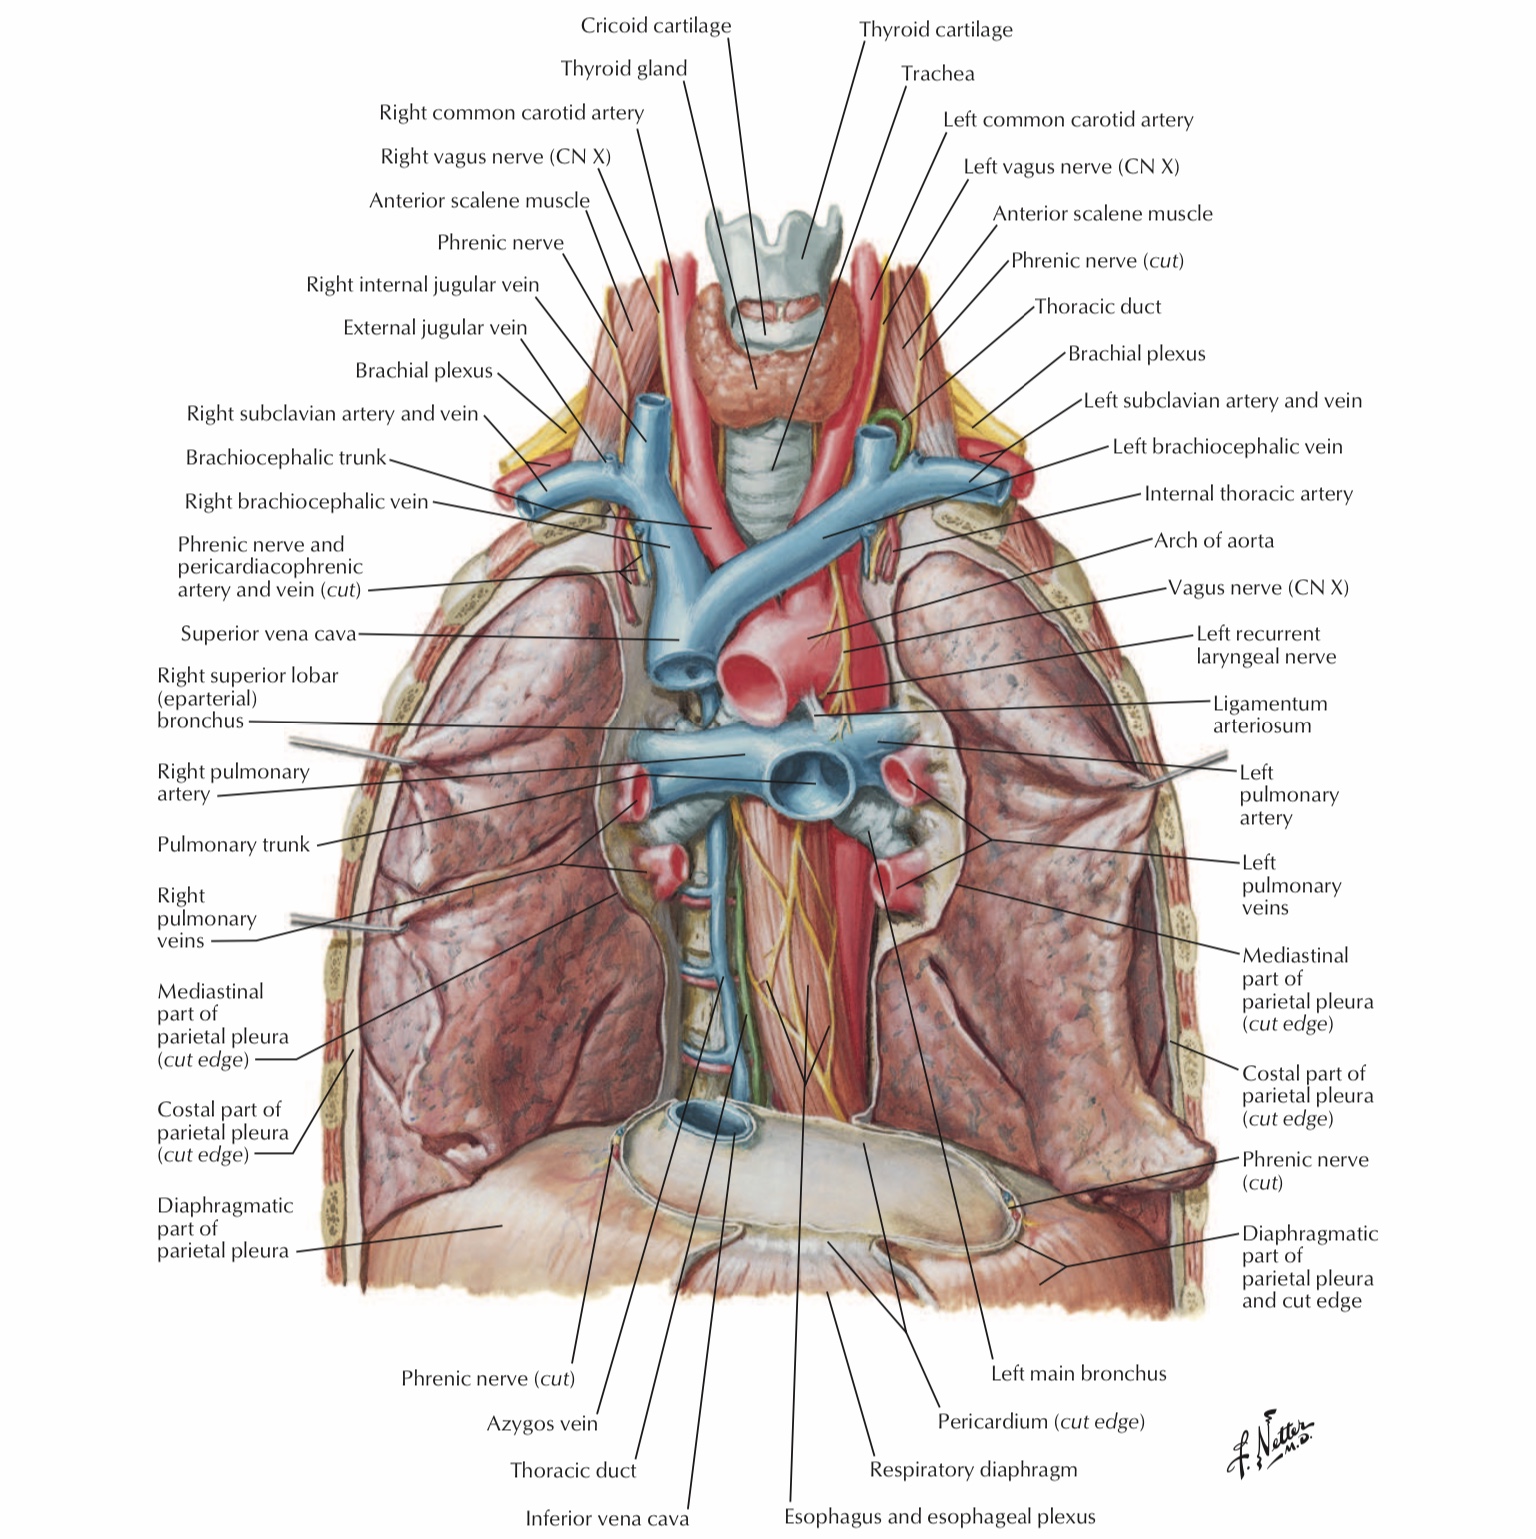 Cricoid cartilage
Thyroid gland
Right common carotid artery
Right vagus nerve (CN X)
Anterior scalene muscle
Phrenic nerve
Right internal jugular vein
External jugular vein
Brachial plexus
Right subclavian artery and vein
Brachiocephalic trunk
Right brachiocephalic vein
Phrenic nerve and
pericardiacophrenic
artery and vein (cut)
Superior vena cava
Right superior lobar
(eparterial)
bronchus
Right pulmonary
artery
Pulmonary trunk
Right
pulmonary
veins
Mediastinal
part of
parietal pleura
(cut edge)
Costal part of
parietal pleura
(cut edge)
Diaphragmatic
part of
parietal pleura
Thyroid cartilage
Trachea
Left common carotid artery
Left vagus nerve (CN X)
Anterior scalene muscle
Phrenic nerve (cut)
Thoracic duct
Brachial plexus
Left subclavian artery and vein
Left brachiocephalic vein
Internal thoracic artery
Arch of aorta
Vagus nerve (CN X)
Left recurrent
laryngeal nerve
Ligamentum
arteriosum
Left
pulmonary
artery
Left
pulmonary
veins
Mediastinal
part of
parietal pleura
(cut edge)
Costal part of
parietal pleura
(cut edge)
Phrenic nerve
(cut)
Diaphragmatic
part of
parietal pleura
and cut edge
Phrenic nerve (cut)
Azygos vein
Thoracic duct
Inferior vena cava
Left main bronchus
Pericardium (cut edge)
Respiratory diaphragm
Esophagus and esophageal plexus
F. Netter
M.D.